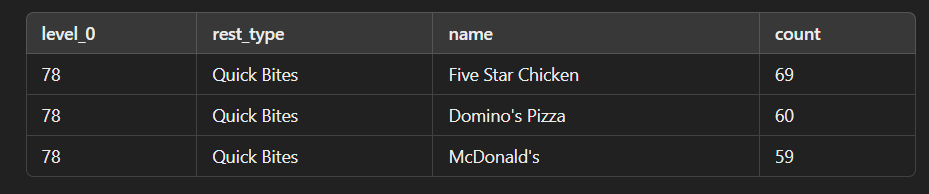 level_0 rest_type name count
78 Quick Bites Five Star Chicken 69
78 Quick Bites Domino's Pizza 60
78 Quick Bites McDonald's 59